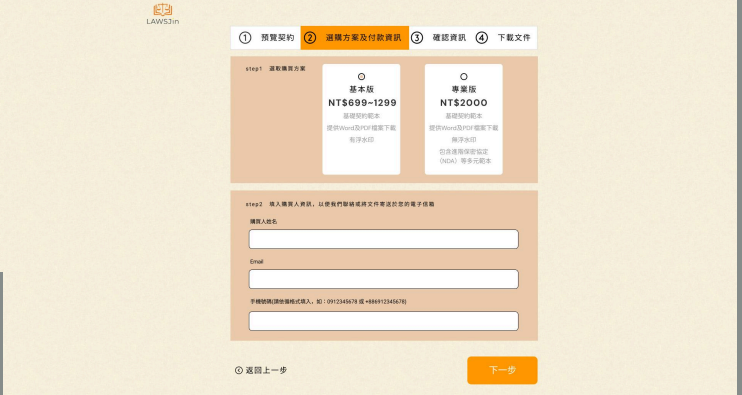 LAWSJin
① 預覽契約 ② 選購方案及付款資訊 ③ 確認資訊 ④ 下載文件
step1 選取購買方案
基本版
NT$699~1299
基礎契約範本
提供Word及PDF檔案下載
有浮水印
專業版
NT$2000
基礎契約範本
提供Word及PDF檔案下載
無浮水印
包含進階保密協定
(NDA) 等多元範本
step2 填入購買人資訊，以便我們聯絡或將文件寄送於您的電子信箱
購買人姓名
Email
手機號碼(請依循格式填入，如：0912345678 或 +886912345678)
返回上一步
下一步